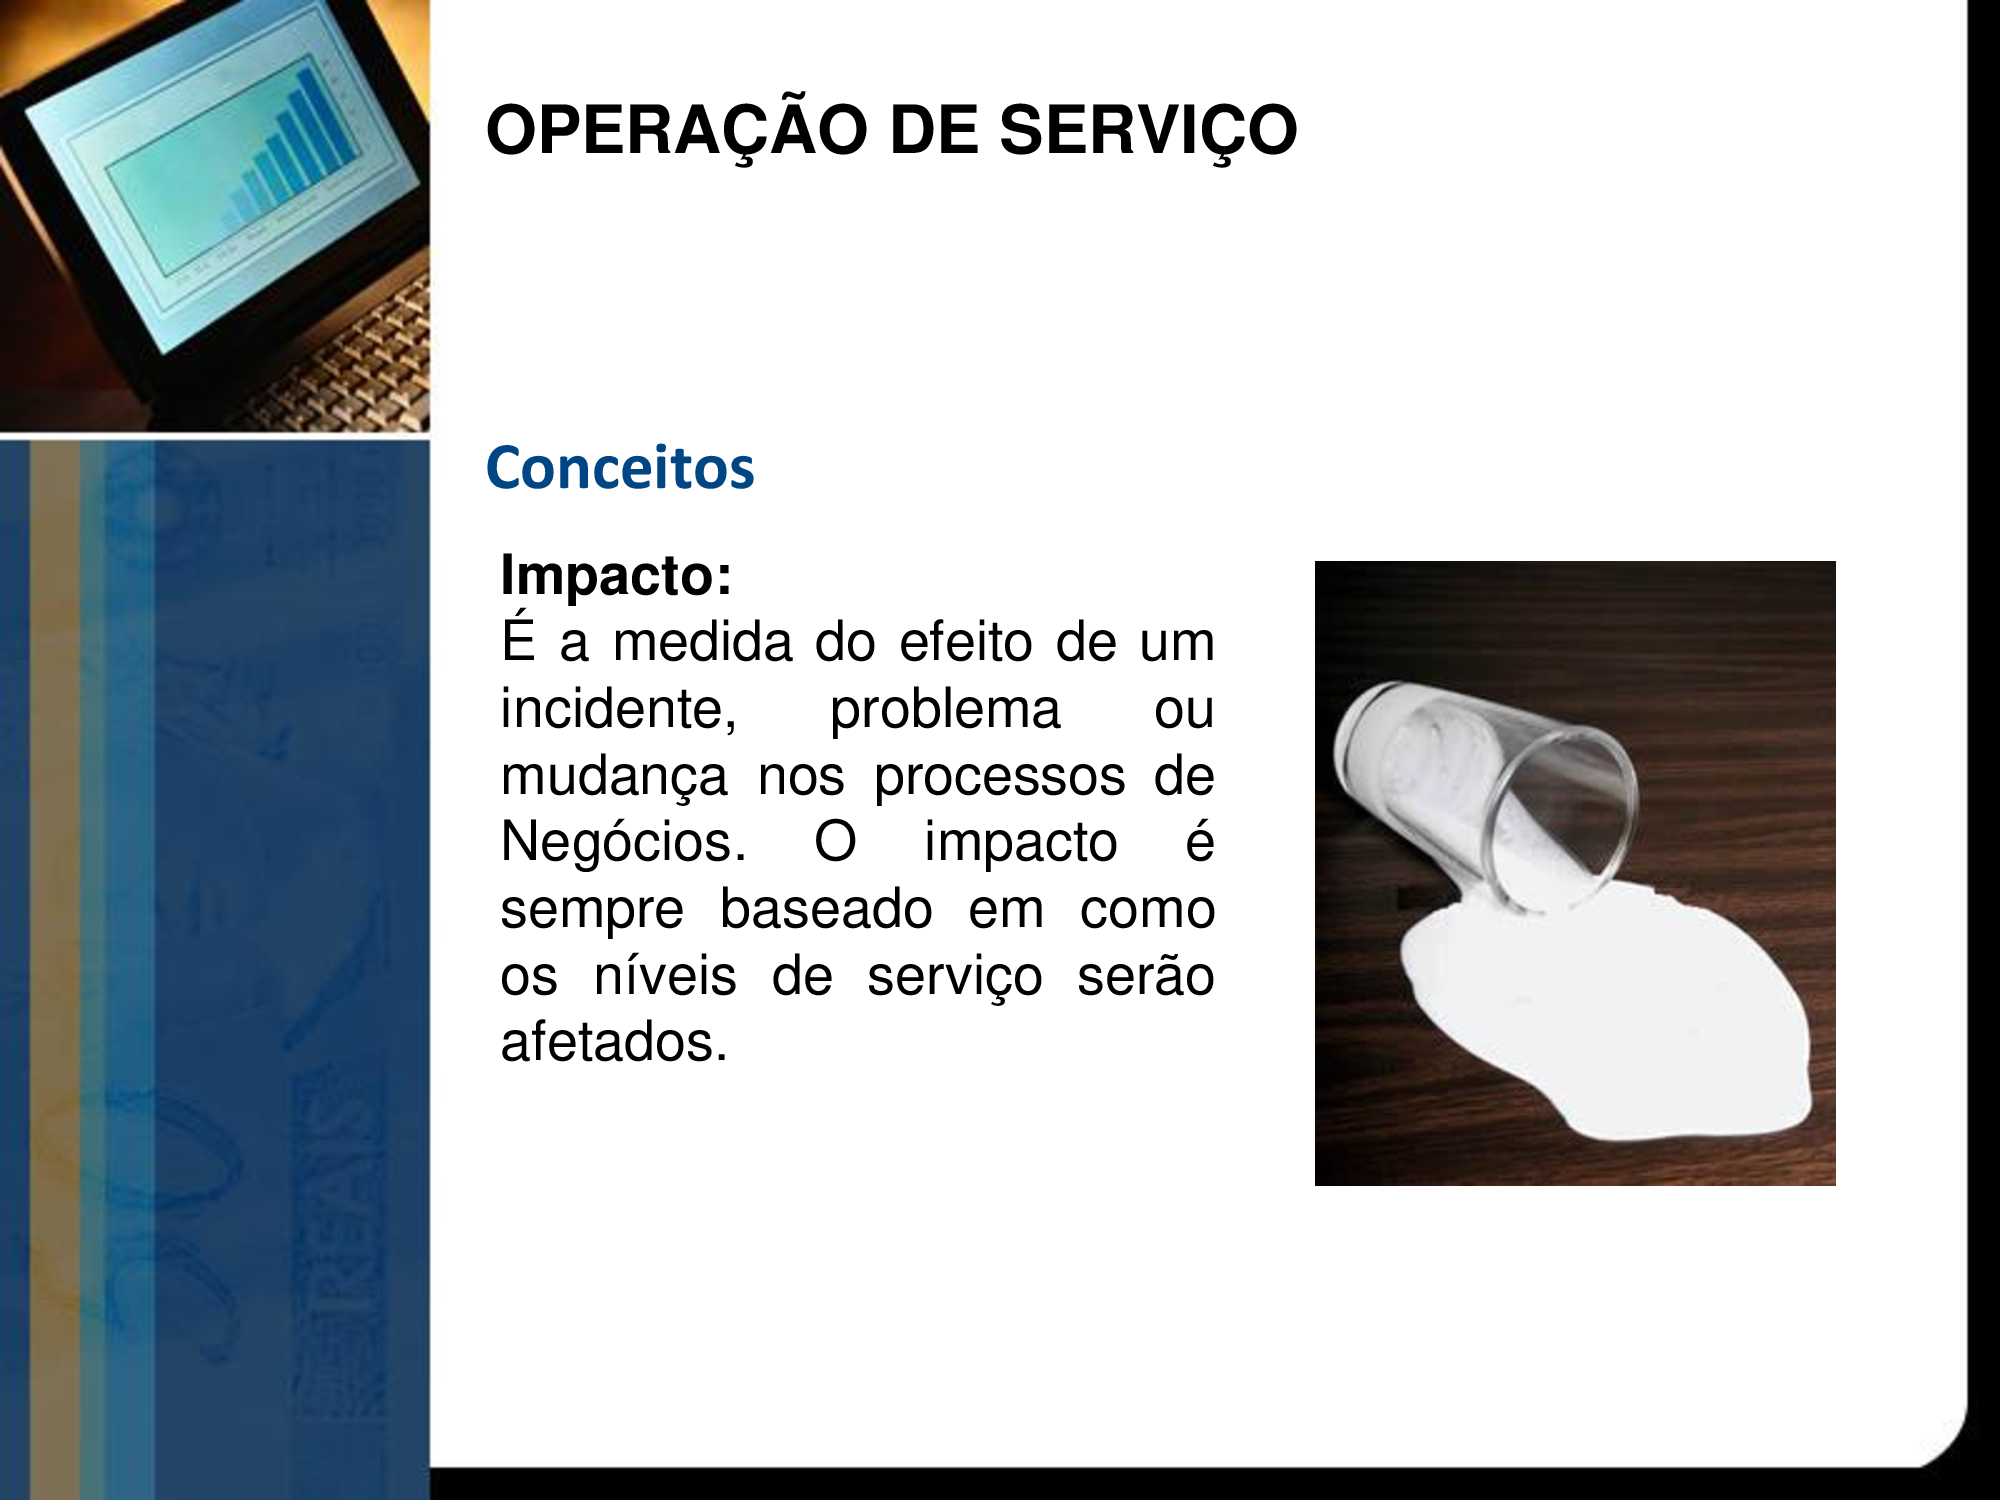 OPERAÇÃO DE SERVIÇO
Conceitos
Impacto:
É a medida do efeito de um
incidente, problema ou
mudança nos processos de
Negócios. O impacto é
sempre baseado em como
os níveis de serviço serão
afetados.
REAIS